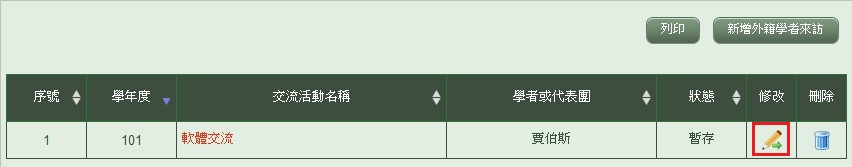 列印 新增外籍學者來訪
序號 學年度 交流活動名稱 學者或代表團 狀態 修改 刪除
1 101 軟體交流 賈伯斯 暫存